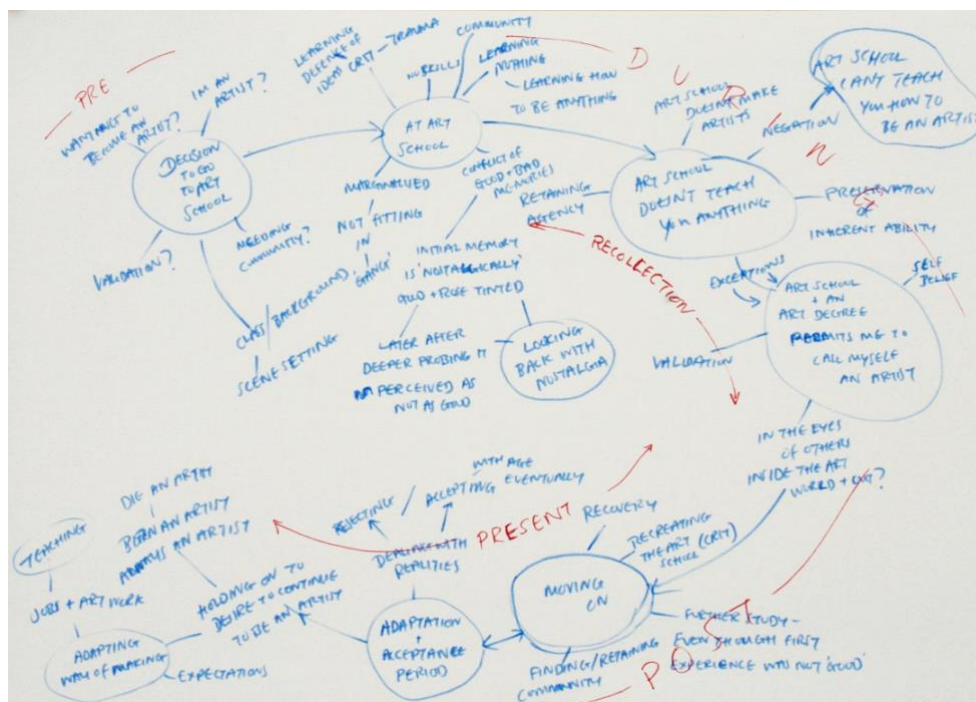 PRE
WANTING TO
BECOME AN
ARTIST?
I'M AN
ARTIST?
DECISION
TO GO
TO ART
SCHOOL
VALIDATION?
NEEDING
COMMUNITY?
LEARNING
DEFENCE OF
IDEAS CRIT - TRAUMA
NO SKILLS
COMMUNITY
LEARNING
NOTHING
- LEARNING HOW
TO BE ANYTHING
AT ART
SCHOOL
MARGINALISED
NOT FITTING
IN
CLASS/BACKGROUND, 'GANG'
SCENE SETTING
CONFLICT OF
GOOD + BAD
MEMORIES
INITIAL MEMORY
IS 'NOSTALGICALLY'
GOOD + ROSE TINTED
LATER AFTER
DEEPER PROBING IT
PERCEIVED AS
NOT AS GOOD
LOOKING
BACK WITH
NOSTALGIA
DURING
ART SCHOOL
DOESN'T MAKE
ARTISTS
NEGATION
ART SCHOOL
CAN'T TEACH
YOU HOW TO
BE AN ARTIST
RETAINING
AGENCY
ART SCHOOL
DOESN'T TEACH
YOU ANYTHING
PRESERVATION
OF
INHERENT ABILITY
RECOLLECTION
EXCEPTIONS
ART SCHOOL
+ AN
ART DEGREE
PERMITS ME TO
CALL MYSELF
AN ARTIST
SELF
BELIEF
VALIDATION
IN THE EYES
OF OTHERS
INSIDE THE ART
WORLD + OUT?
PRESENT
RECOVERY
RECREATING
THE ART (CRIT)
SCHOOL
MOVING
ON
FURTHER STUDY -
EVEN THOUGH FIRST
EXPERIENCE WAS NOT 'GOOD'
FINDING/RETAINING
COMMUNITY
POST
REJECTING /
WITH AGE
ACCEPTING EVENTUALLY
DEALING WITH
REALITIES
ADAPTATION
+
ACCEPTANCE
PERIOD
HOLDING ON TO
DESIRE TO CONTINUE
TO BE AN ARTIST
DIE AN ARTIST
BORN AN ARTIST
ALWAYS AN ARTIST
TEACHING
JOBS + ART WORK
ADAPTING
WAY OF MAKING
EXPECTATIONS